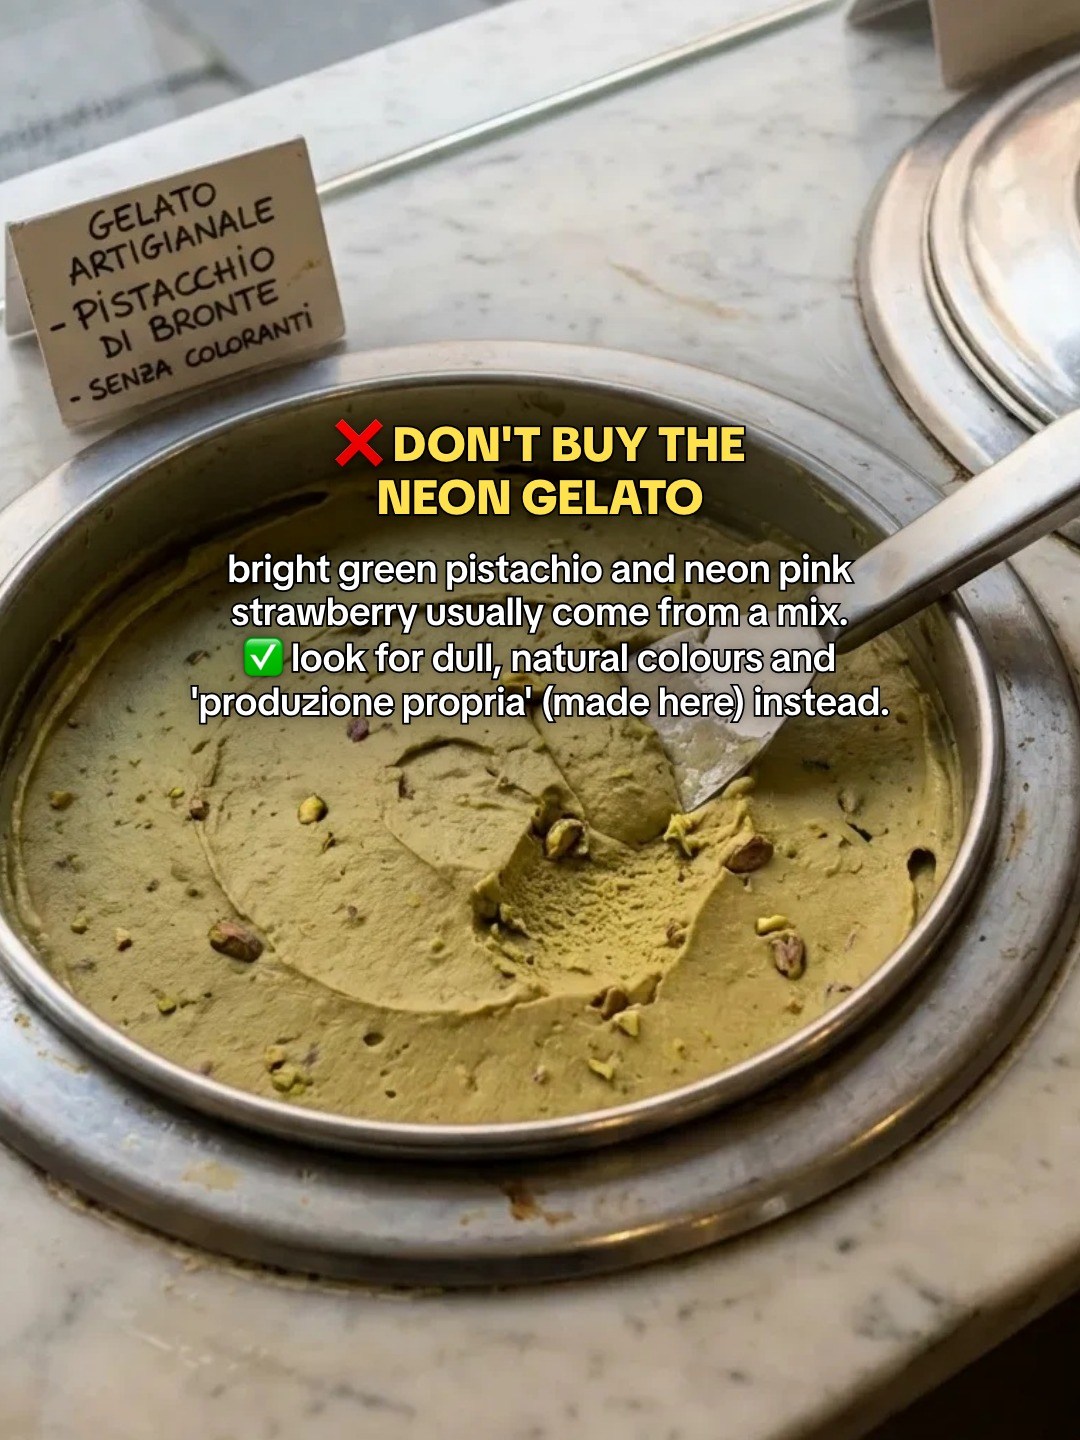 GELATO
ARTIGIANALE
- PISTACCHIO
DI BRONTE
- SENZA COLORANTI
❌ DON'T BUY THE
NEON GELATO
bright green pistachio and neon pink
strawberry usually come from a mix.
✅ look for dull, natural colours and
'produzione propria' (made here) instead.